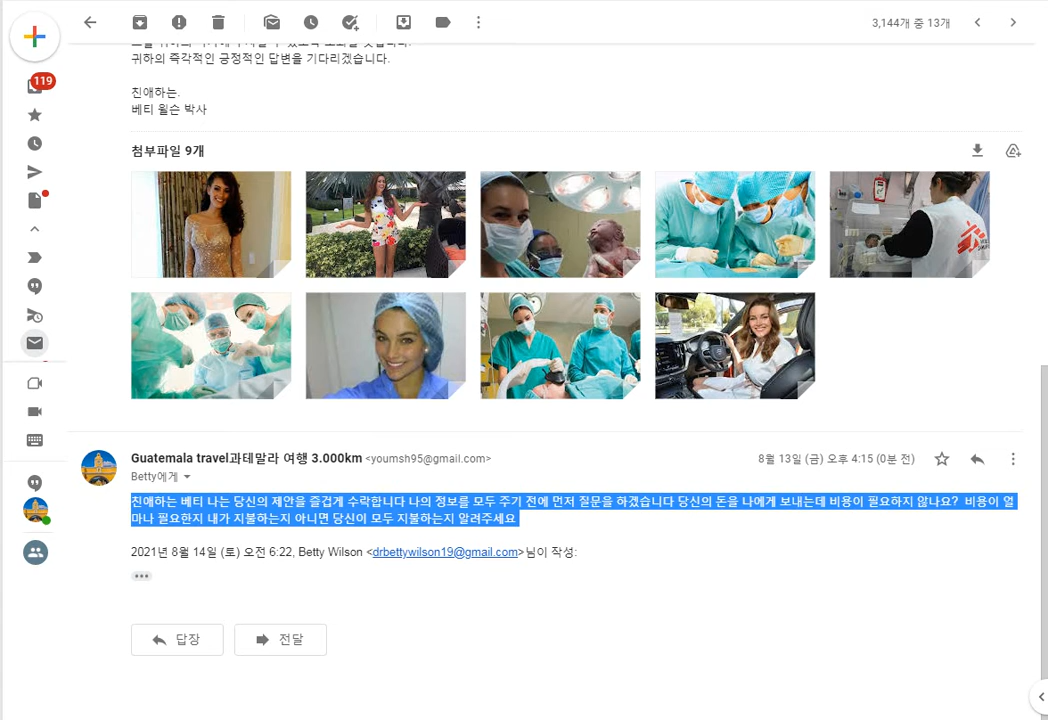 3,144개 중 13개
119
귀하의 즉각적인 긍정적인 답변을 기다리겠습니다.
친애하는.
베티 윌슨 박사
첨부파일 9개
Guatemala travel과테말라 여행 3.000km <youmsh95@gmail.com>
8월 13일 (금) 오후 4:15 (0분 전)
Betty에게
친애하는 베티 나는 당신의 제안을 즐겁게 수락합니다 나의 정보를 모두 주기 전에 먼저 질문을 하겠습니다 당신의 돈을 나에게 보내는데 비용이 필요하지 않나요? 비용이 얼
마나 필요한지 내가 지불하는지 아니면 당신이 모두 지불하는지 알려주세요
2021년 8월 14일 (토) 오전 6:22, Betty Wilson <drbettywilson19@gmail.com>님이 작성:
답장
전달